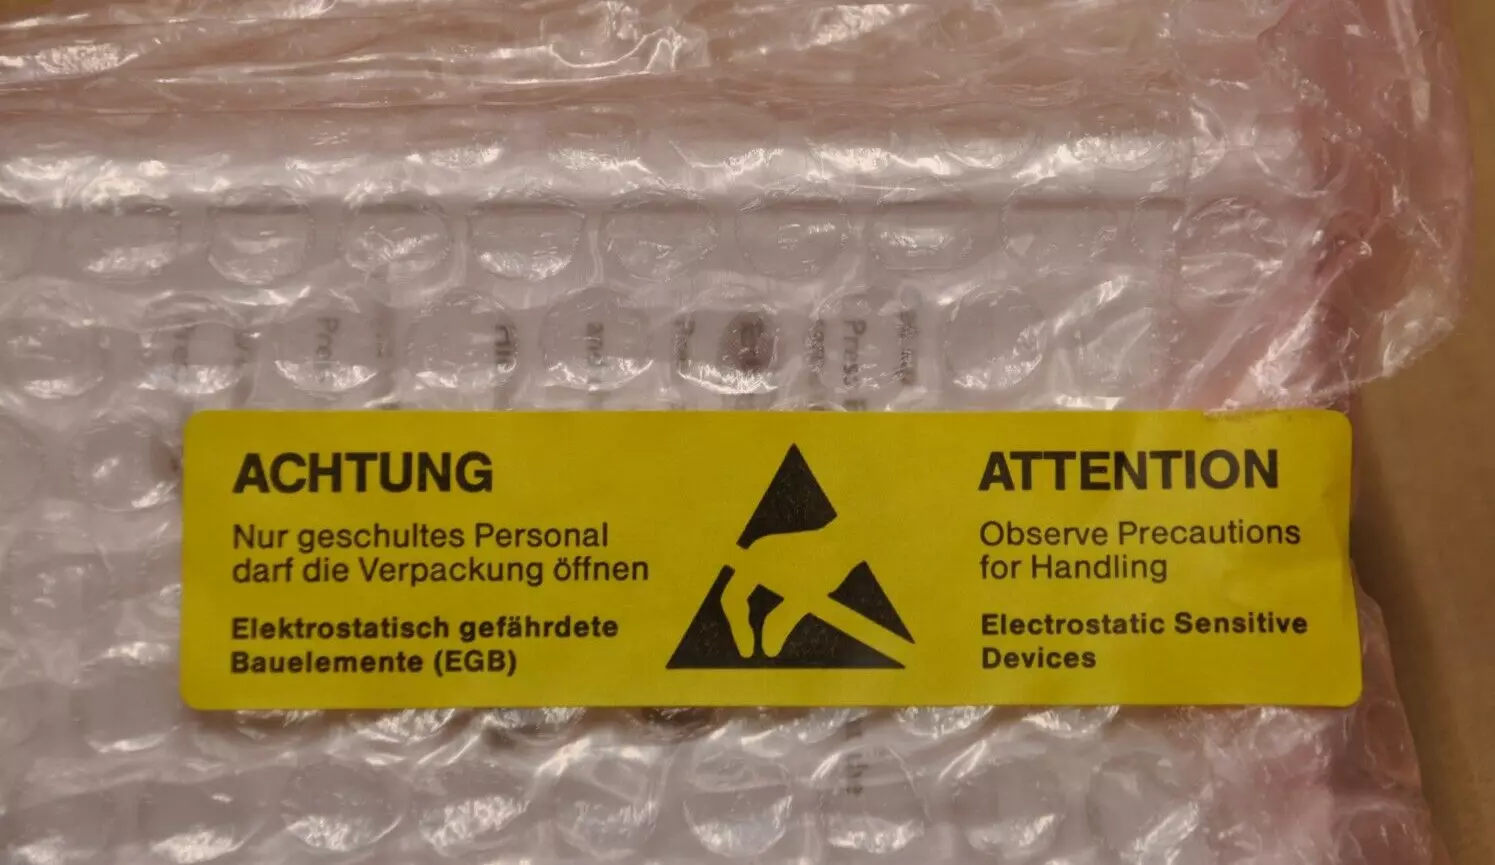 ACHTUNG
Nur geschultes Personal
darf die Verpackung öffnen
Elektrostatisch gefährdete
Bauelemente (EGB)
ATTENTION
Observe Precautions
for Handling
Electrostatic Sensitive
Devices